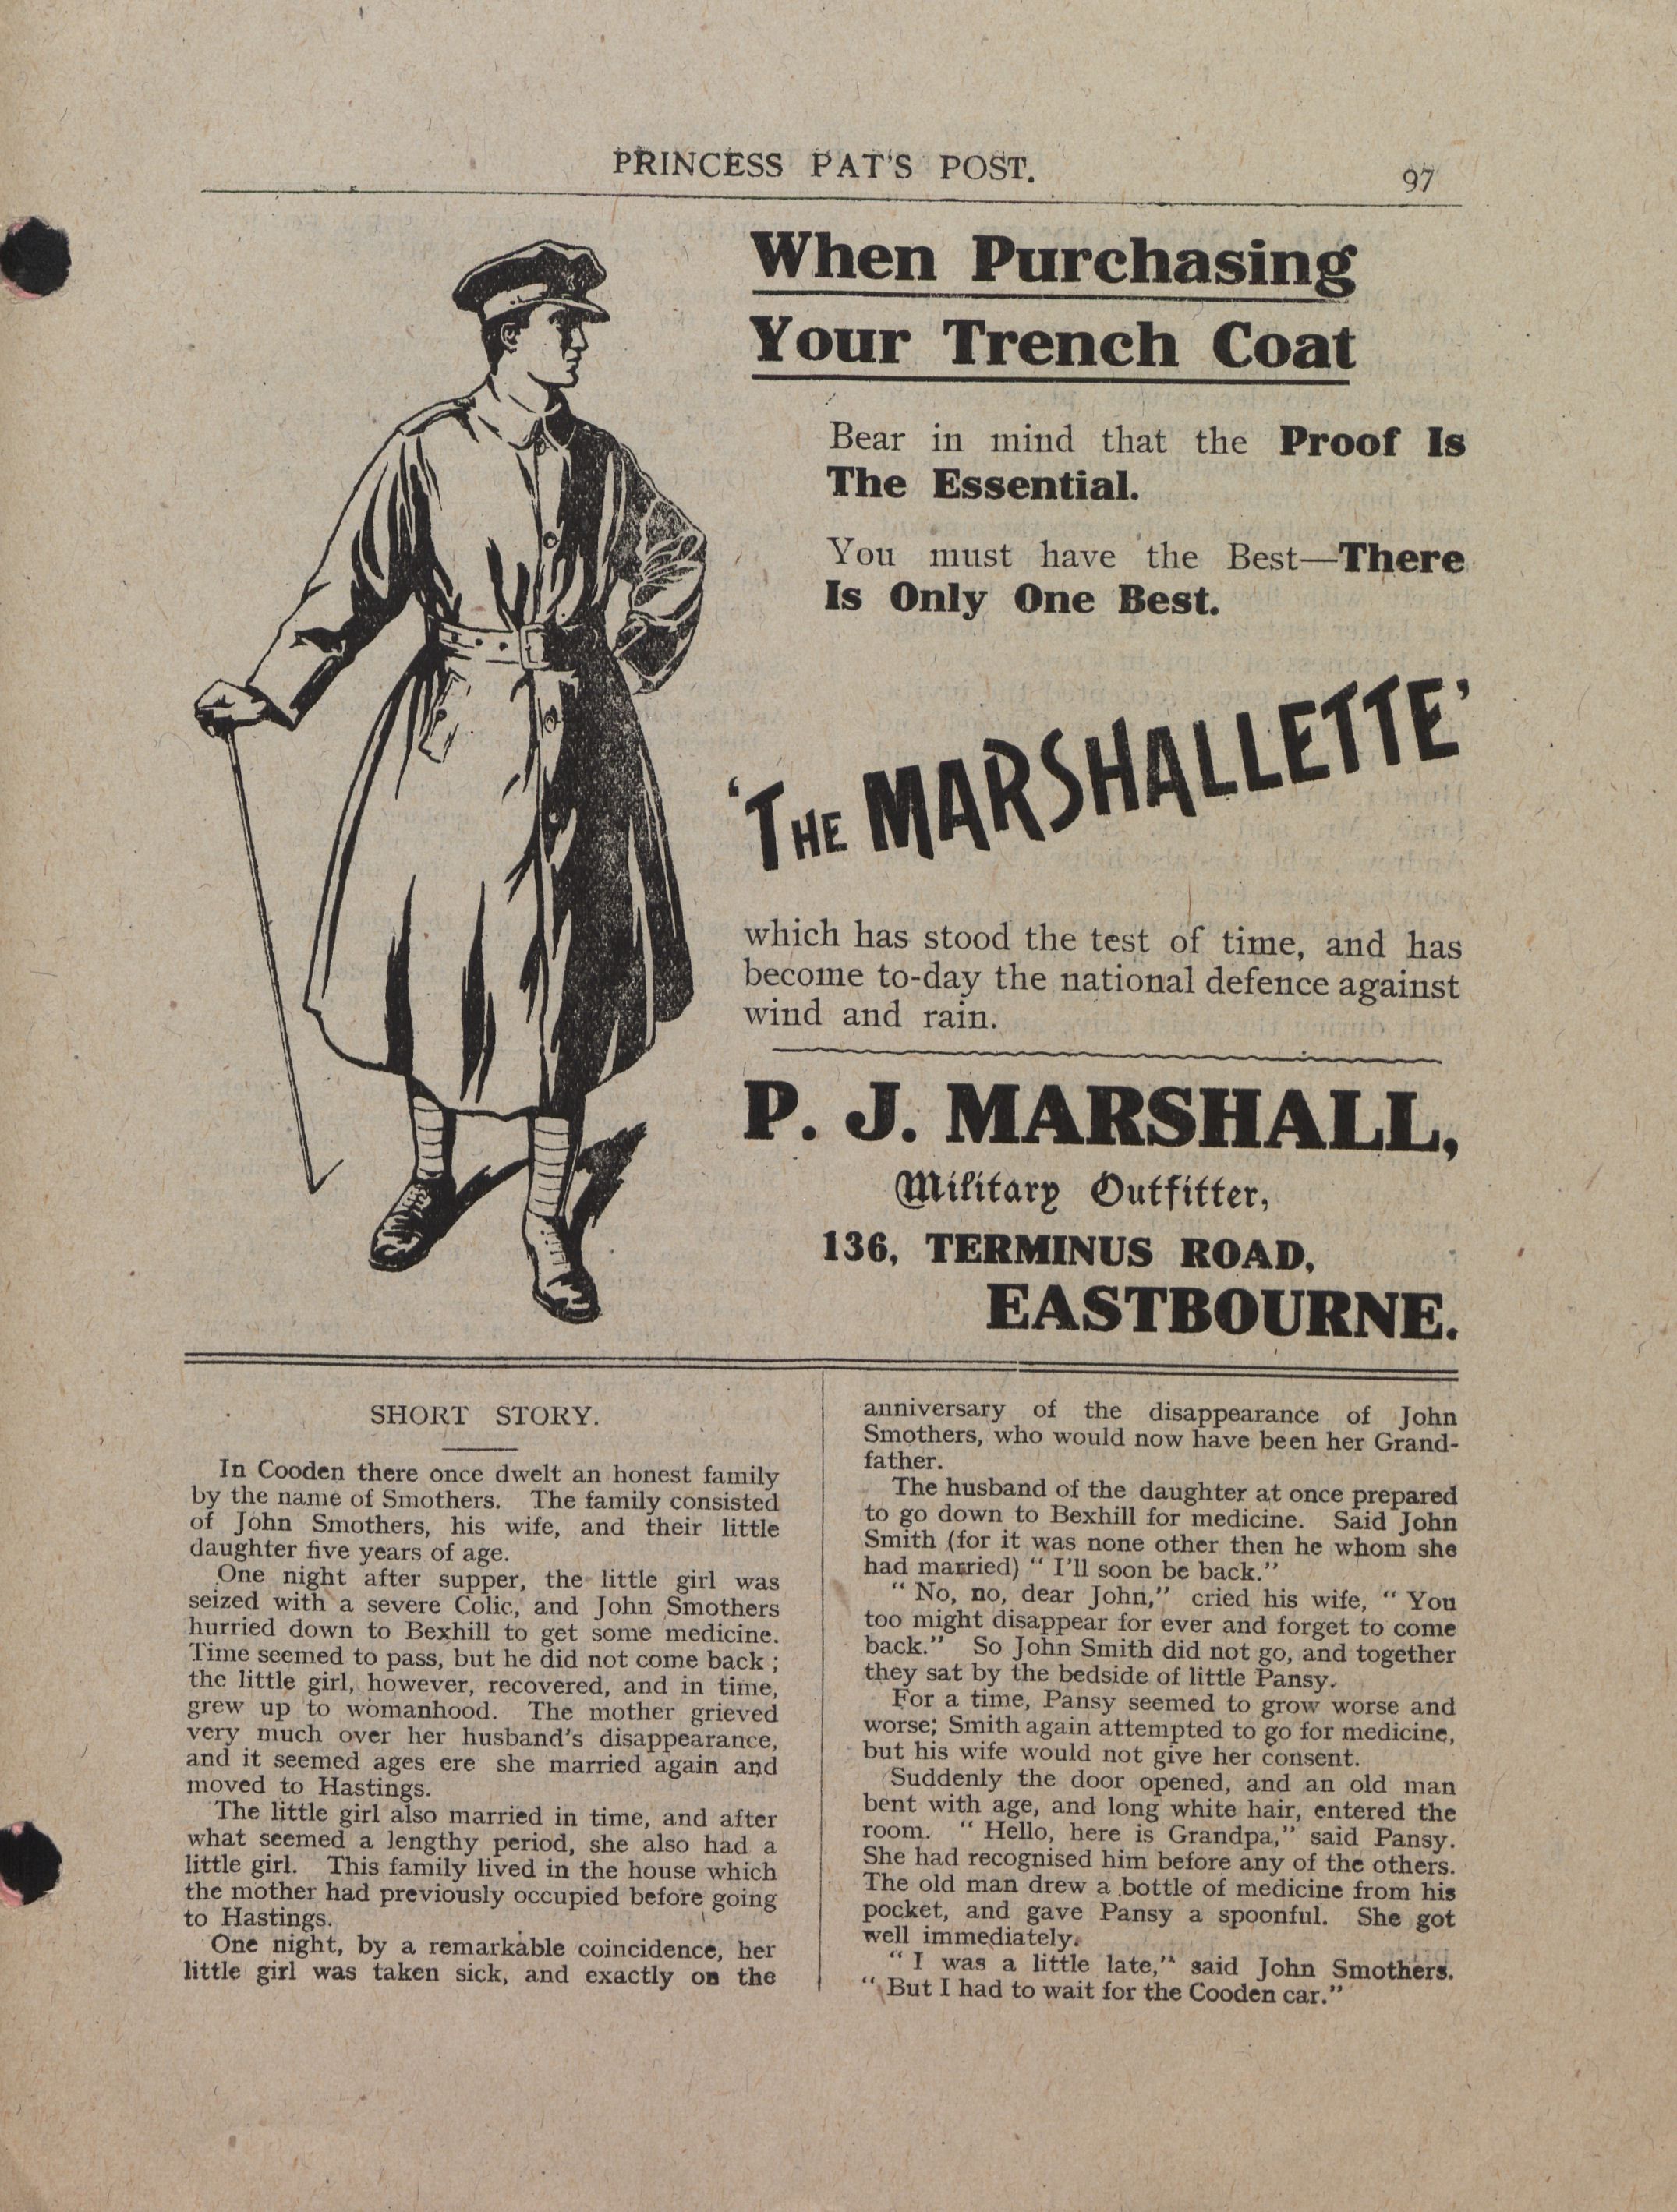 PRINCESS PAT'S POST.
97
When Purchasing
Your Trench Coat
Bear in mind that the Proof Is
The Essential.
You must have the Best—There
Is Only One Best.
'THE MARSHALLETTE'
which has stood the test of time, and has
become to-day the national defence against
wind and rain.
P. J. MARSHALL,
Military Outfitter,
136, TERMINUS ROAD,
EASTBOURNE.
SHORT STORY.
In Cooden there once dwelt an honest family
by the name of Smothers. The family consisted
of John Smothers, his wife, and their little
daughter five years of age.
One night after supper, the little girl was
seized with a severe Colic, and John Smothers
hurried down to Bexhill to get some medicine.
Time seemed to pass, but he did not come back ;
the little girl, however, recovered, and in time,
grew up to womanhood. The mother grieved
very much over her husband's disappearance,
and it seemed ages ere she married again and
moved to Hastings.
The little girl also married in time, and after
what seemed a lengthy period, she also had a
little girl. This family lived in the house which
the mother had previously occupied before going
to Hastings.
One night, by a remarkable coincidence, her
little girl was taken sick, and exactly on the
anniversary of the disappearance of John
Smothers, who would now have been her Grand-
father.
The husband of the daughter at once prepared
to go down to Bexhill for medicine. Said John
Smith (for it was none other then he whom she
had married) " I'll soon be back."
" No, no, dear John," cried his wife, " You
too might disappear for ever and forget to come
back." So John Smith did not go, and together
they sat by the bedside of little Pansy.
For a time, Pansy seemed to grow worse and
worse; Smith again attempted to go for medicine,
but his wife would not give her consent.
Suddenly the door opened, and an old man
bent with age, and long white hair, entered the
room. " Hello, here is Grandpa," said Pansy.
She had recognised him before any of the others.
The old man drew a bottle of medicine from his
pocket, and gave Pansy a spoonful. She got
well immediately.
" I was a little late," said John Smothers.
" But I had to wait for the Cooden car."